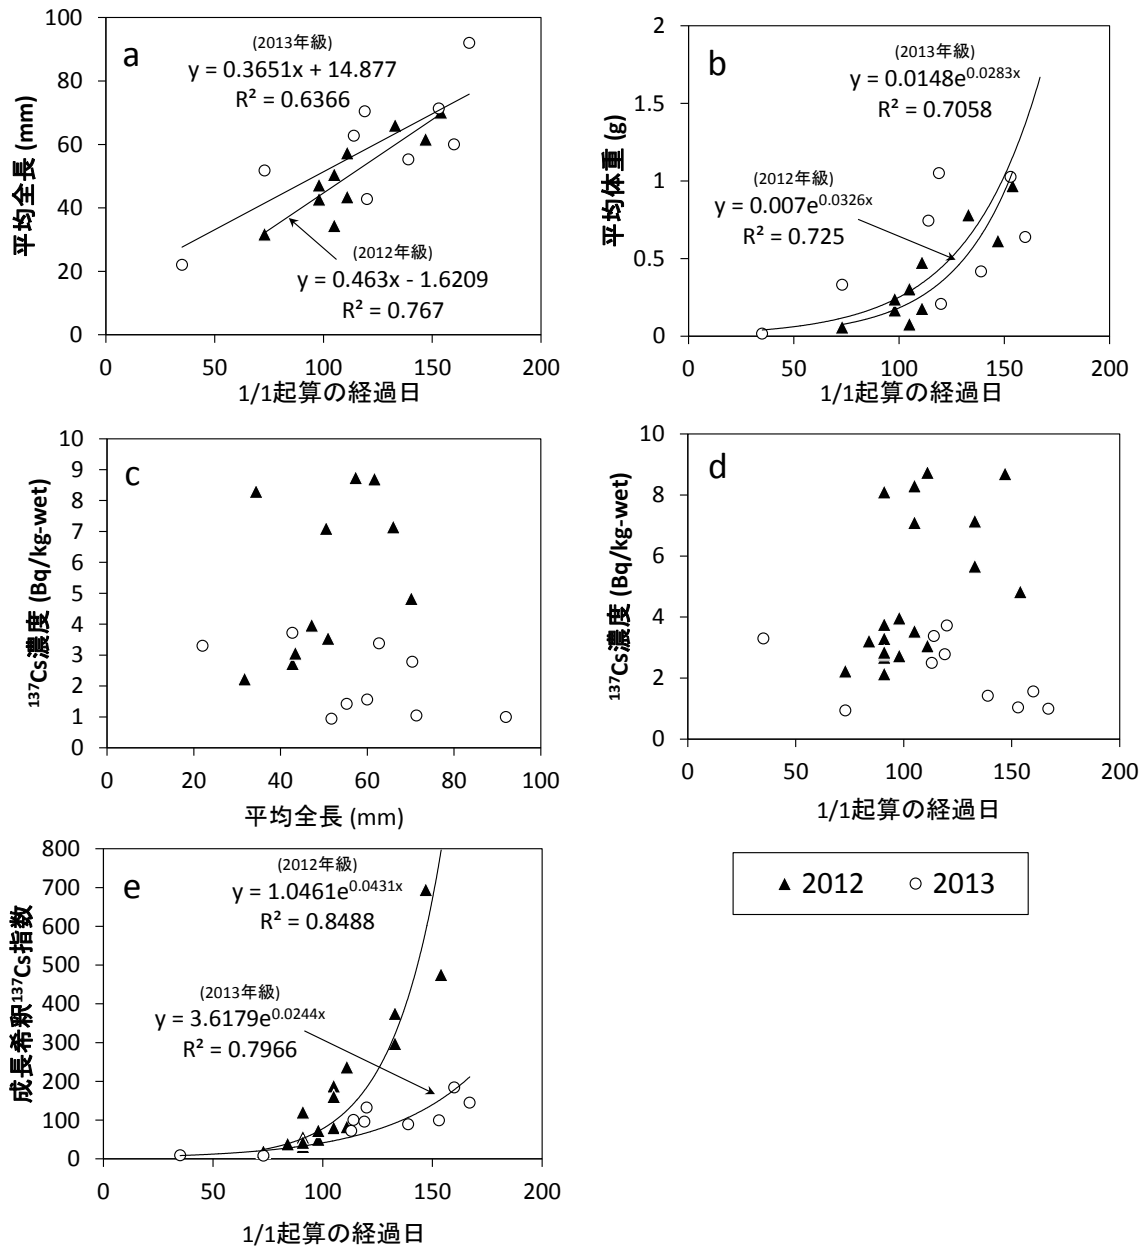 a
(2013年級)
y = 0.3651x + 14.877
R² = 0.6366
(2012年級)
y = 0.463x - 1.6209
R² = 0.767
平均全長 (mm)
100
80
60
40
20
0
0 50 100 150 200
1/1起算の経過日
b
(2013年級)
y = 0.0148e^0.0283x
R² = 0.7058
(2012年級)
y = 0.007e^0.0326x
R² = 0.725
平均体重 (g)
2
1.5
1
0.5
0
0 50 100 150 200
1/1起算の経過日
c
¹³⁷Cs濃度 (Bq/kg-wet)
10
9
8
7
6
5
4
3
2
1
0
0 20 40 60 80 100
平均全長 (mm)
d
¹³⁷Cs濃度 (Bq/kg-wet)
10
8
6
4
2
0
0 50 100 150 200
1/1起算の経過日
e
(2012年級)
y = 1.0461e^0.0431x
R² = 0.8488
(2013年級)
y = 3.6179e^0.0244x
R² = 0.7966
成長希釈¹³⁷Cs指数
800
700
600
500
400
300
200
100
0
0 50 100 150 200
1/1起算の経過日
▲ 2012 ○ 2013